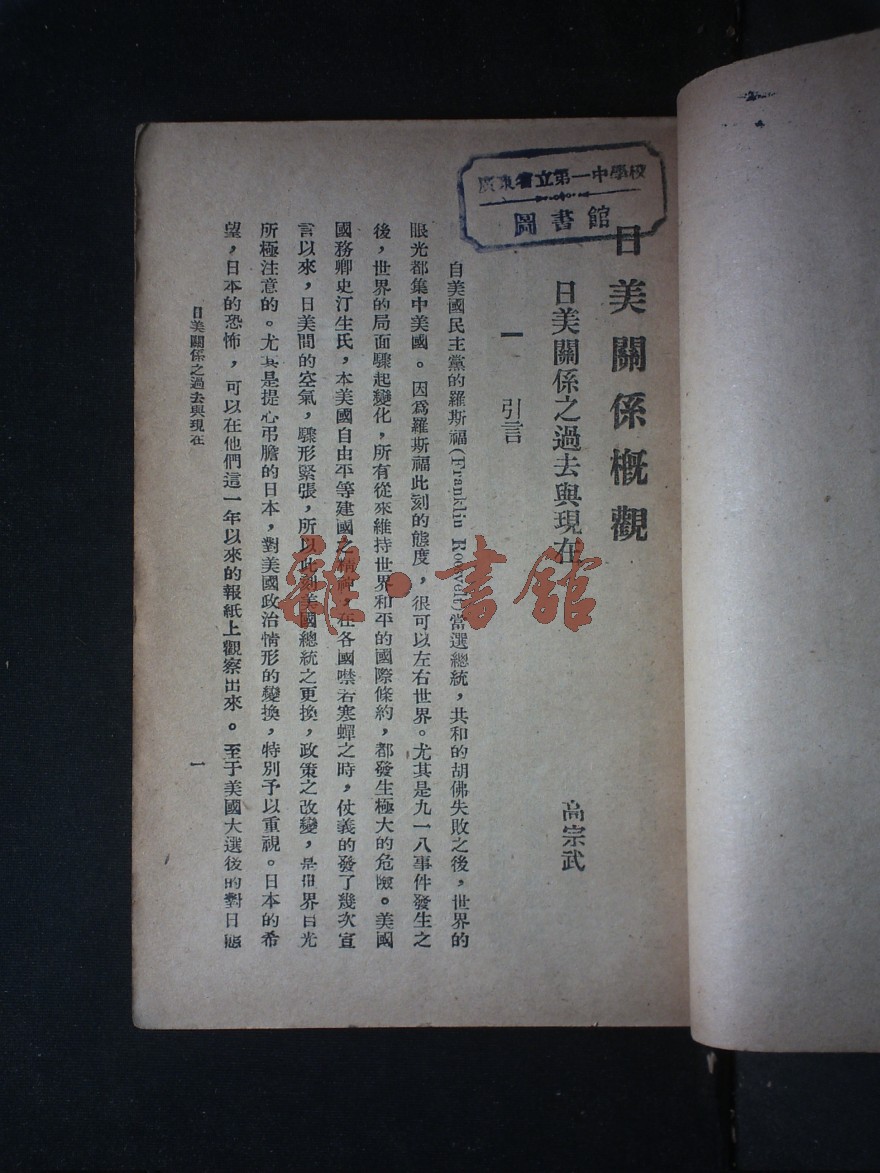 廣東省立第一中學校
圖書館
日美關係概觀
日美關係之過去與現在
高宗武
一 引言
自美國民主黨的羅斯福(Franklin Roosvelt)當選總統，共和的胡佛失敗之後，世界的
眼光都集中美國。因爲羅斯福此刻的態度，很可以左右世界。尤其是九一八事件發生之
後，世界的局面驟起變化，所有從來維持世界和平的國際條約，都發生極大的危險。美國
國務卿史汀生氏，本美國自由平等建國之精神，在各國噤若寒蟬之時，仗義的發了幾次宣
言以來，日美間的空氣，驟形緊張，所以此刻美國總統之更換，政策之改變，是世界目光
所極注意的。尤其是提心弔膽的日本，對美國政治情形的變換，特別予以重視。日本的希
望，日本的恐怖，可以在他們這一年以來的報紙上觀察出來。至于美國大選後的對日態
日美關係之過去與現在
一
雜·書館